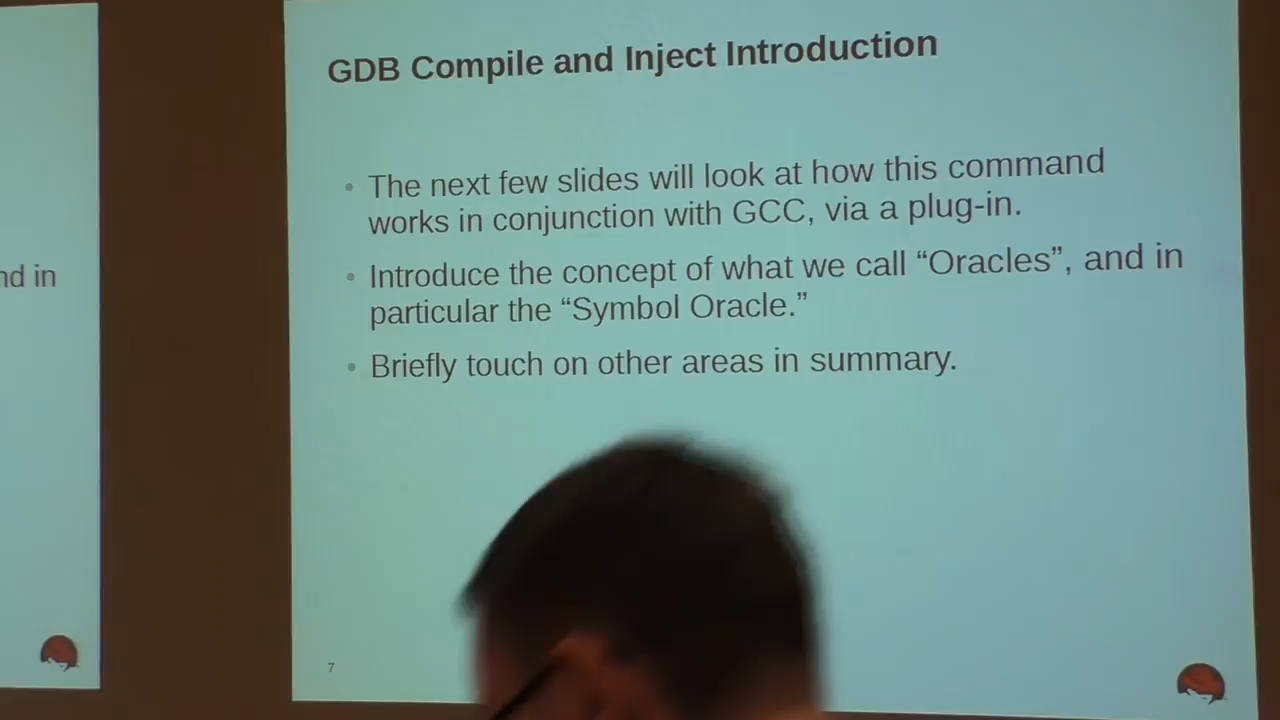 GDB Compile and Inject Introduction
• The next few slides will look at how this command
works in conjunction with GCC, via a plug-in.
• Introduce the concept of what we call “Oracles”, and in
particular the “Symbol Oracle.”
• Briefly touch on other areas in summary.
7
nd in